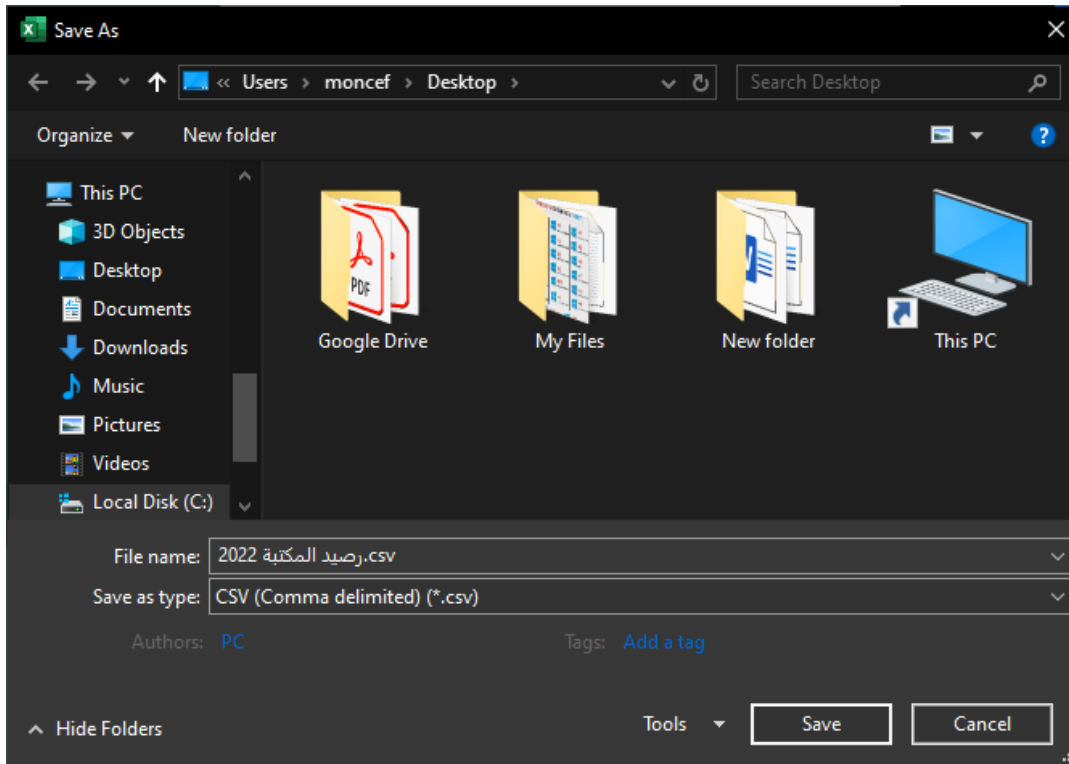 Save As
« Users › moncef › Desktop ›
Search Desktop
Organize
New folder
This PC
3D Objects
Desktop
Documents
Downloads
Music
Pictures
Videos
Local Disk (C:)
PDF
Google Drive
My Files
New folder
This PC
File name: رصيد المكتبة 2022.csv
Save as type: CSV (Comma delimited) (*.csv)
Authors: PC
Tags: Add a tag
Hide Folders
Tools
Save
Cancel